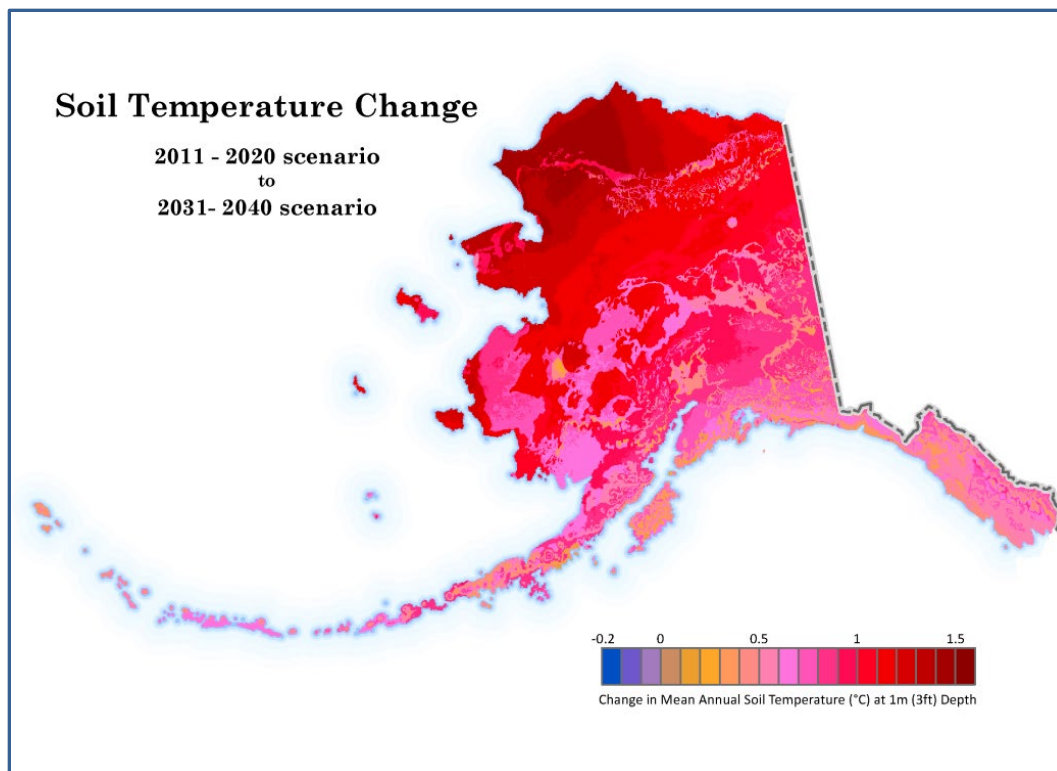 Soil Temperature Change
2011 - 2020 scenario
to
2031- 2040 scenario
-0.2 0 0.5 1 1.5
Change in Mean Annual Soil Temperature (°C) at 1m (3ft) Depth